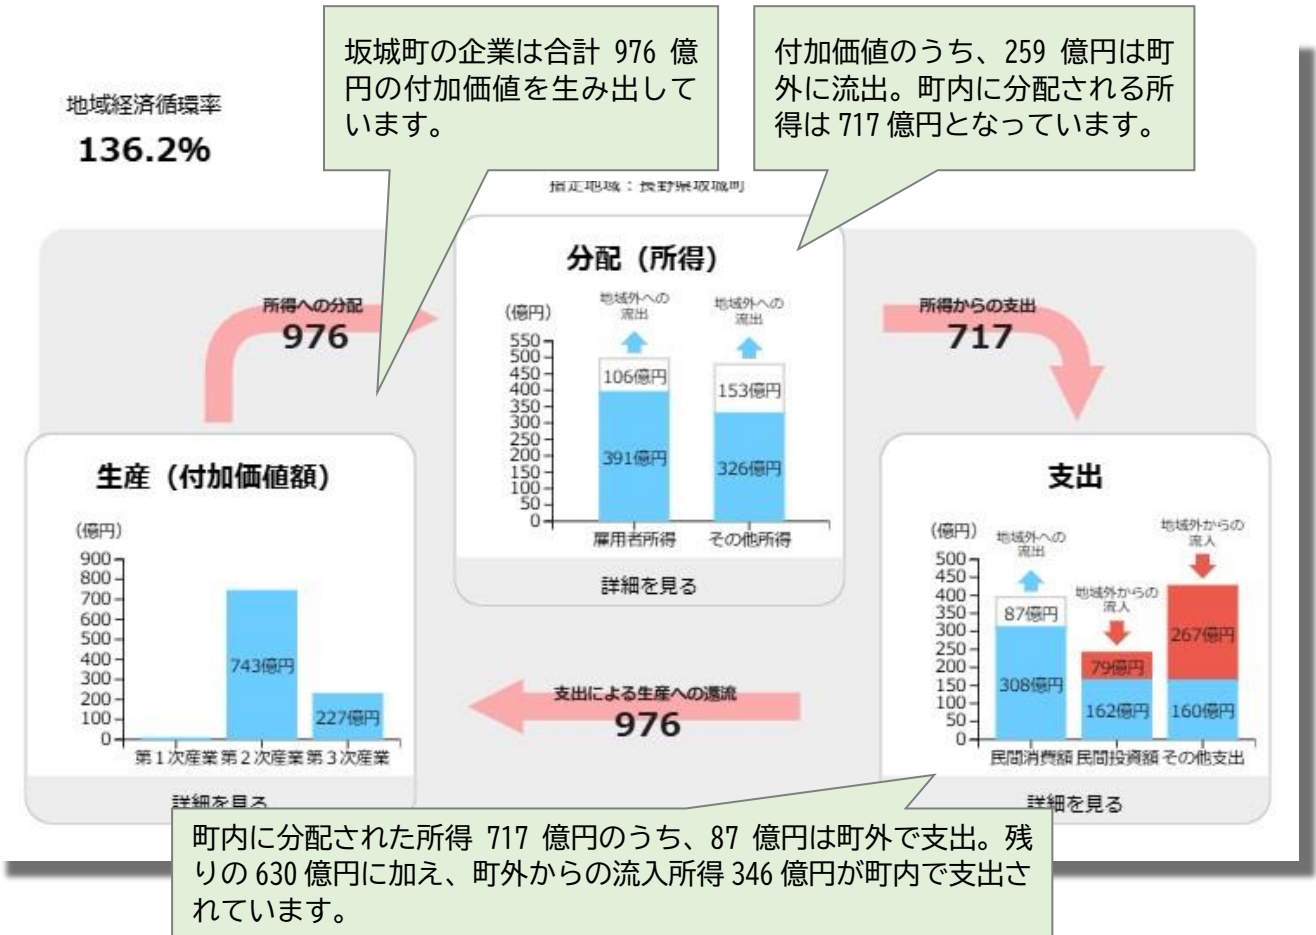 坂城町の企業は合計 976 億
円の付加価値を生み出して
います。
付加価値のうち、259 億円は町
外に流出。町内に分配される所
得は 717 億円となっています。
地域経済循環率
136.2%
指定地域：長野県坂城町
分配（所得）
(億円)
地域外への
流出
地域外への
流出
550
500
450
400
350
300
250
200
150
100
50
0
106億円
153億円
391億円
326億円
雇用者所得
その他所得
詳細を見る
所得への分配
976
所得からの支出
717
生産（付加価値額）
(億円)
900
800
700
600
500
400
300
200
100
0
743億円
227億円
第１次産業
第２次産業
第３次産業
詳細を見る
支出による生産への還流
976
支出
(億円)
地域外への
流出
地域外からの
流入
地域外からの
流入
500
450
400
350
300
250
200
150
100
50
0
87億円
308億円
79億円
162億円
267億円
160億円
民間消費額
民間投資額
その他支出
詳細を見る
町内に分配された所得 717 億円のうち、87 億円は町外で支出。残
りの 630 億円に加え、町外からの流入所得 346 億円が町内で支出さ
れています。